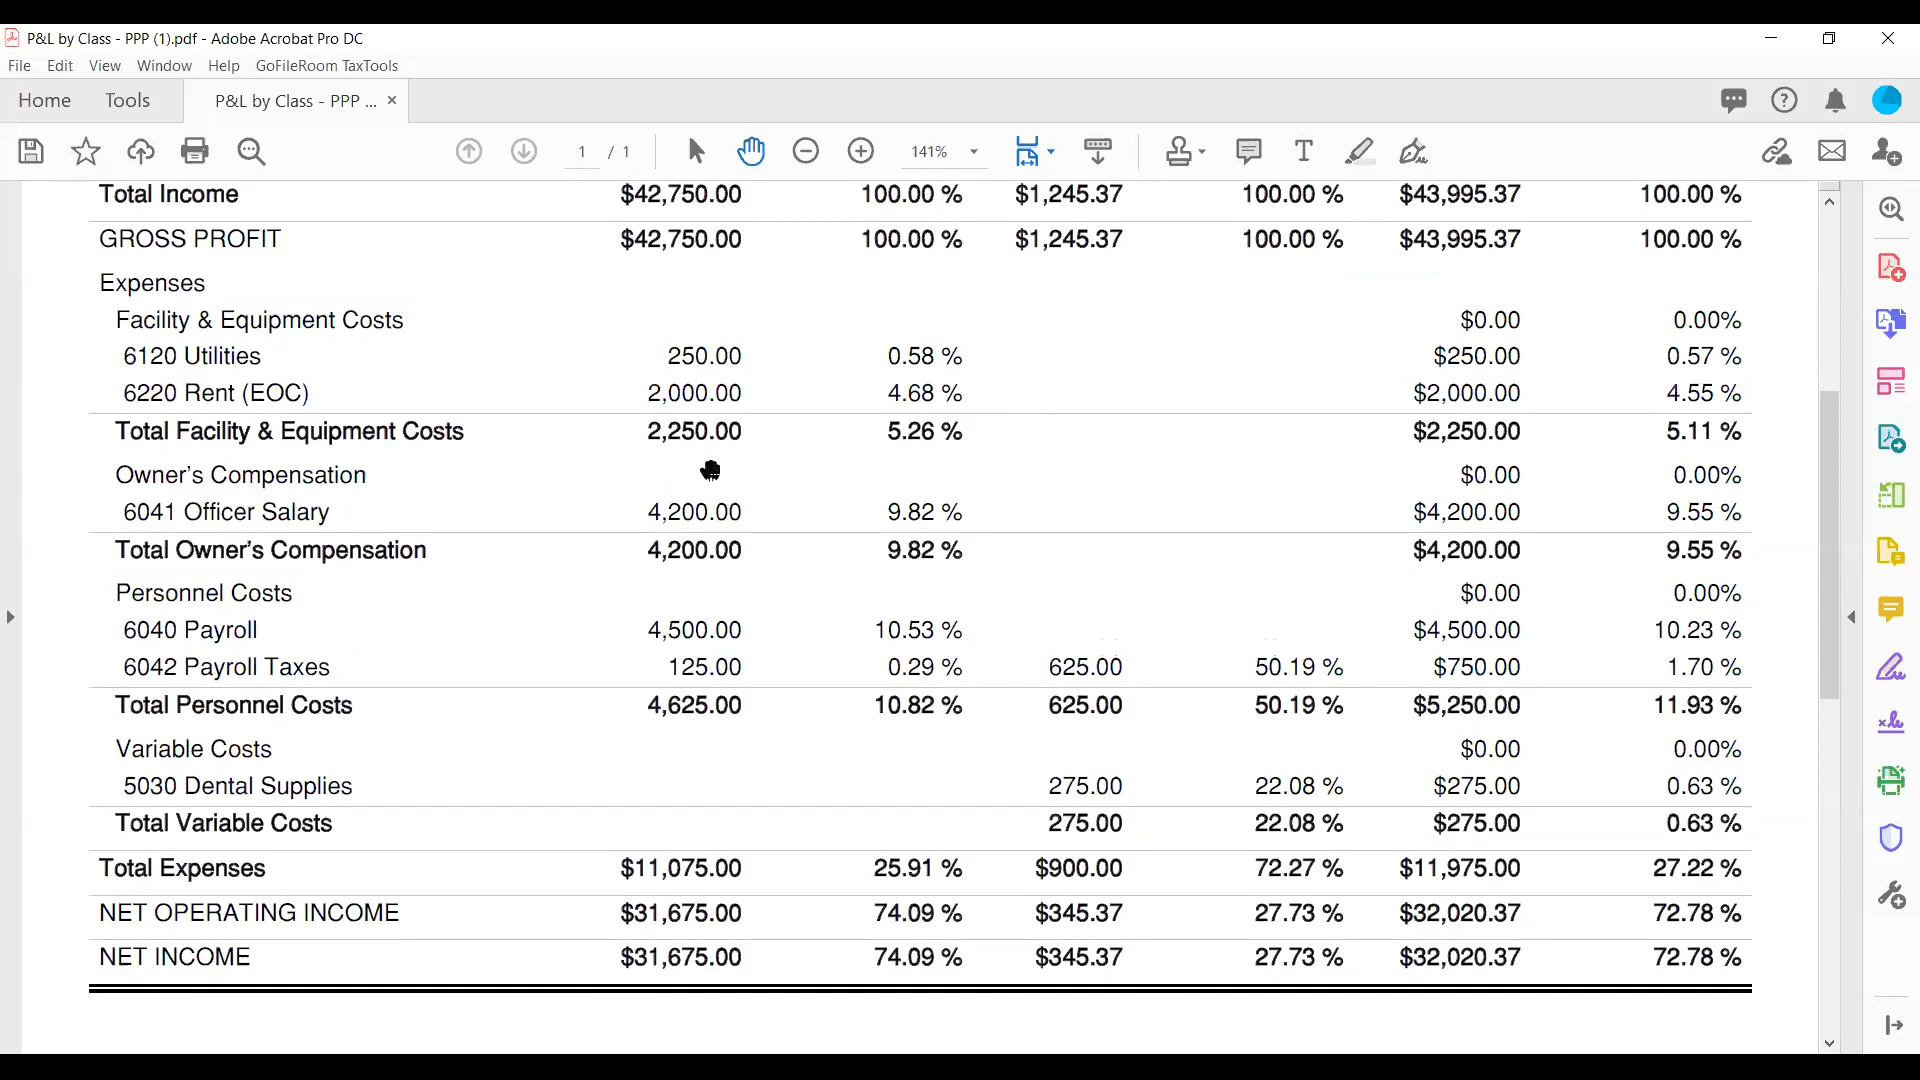 P&L by Class - PPP (1).pdf - Adobe Acrobat Pro DC
File Edit View Window Help GoFileRoom TaxTools
Home Tools P&L by Class - PPP ... ×
1 / 1 141%
Total Income $42,750.00 100.00 % $1,245.37 100.00 % $43,995.37 100.00 %
GROSS PROFIT $42,750.00 100.00 % $1,245.37 100.00 % $43,995.37 100.00 %
Expenses
Facility & Equipment Costs $0.00 0.00%
6120 Utilities 250.00 0.58 % $250.00 0.57 %
6220 Rent (EOC) 2,000.00 4.68 % $2,000.00 4.55 %
Total Facility & Equipment Costs 2,250.00 5.26 % $2,250.00 5.11 %
Owner’s Compensation $0.00 0.00%
6041 Officer Salary 4,200.00 9.82 % $4,200.00 9.55 %
Total Owner’s Compensation 4,200.00 9.82 % $4,200.00 9.55 %
Personnel Costs $0.00 0.00%
6040 Payroll 4,500.00 10.53 % $4,500.00 10.23 %
6042 Payroll Taxes 125.00 0.29 % 625.00 50.19 % $750.00 1.70 %
Total Personnel Costs 4,625.00 10.82 % 625.00 50.19 % $5,250.00 11.93 %
Variable Costs $0.00 0.00%
5030 Dental Supplies 275.00 22.08 % $275.00 0.63 %
Total Variable Costs 275.00 22.08 % $275.00 0.63 %
Total Expenses $11,075.00 25.91 % $900.00 72.27 % $11,975.00 27.22 %
NET OPERATING INCOME $31,675.00 74.09 % $345.37 27.73 % $32,020.37 72.78 %
NET INCOME $31,675.00 74.09 % $345.37 27.73 % $32,020.37 72.78 %